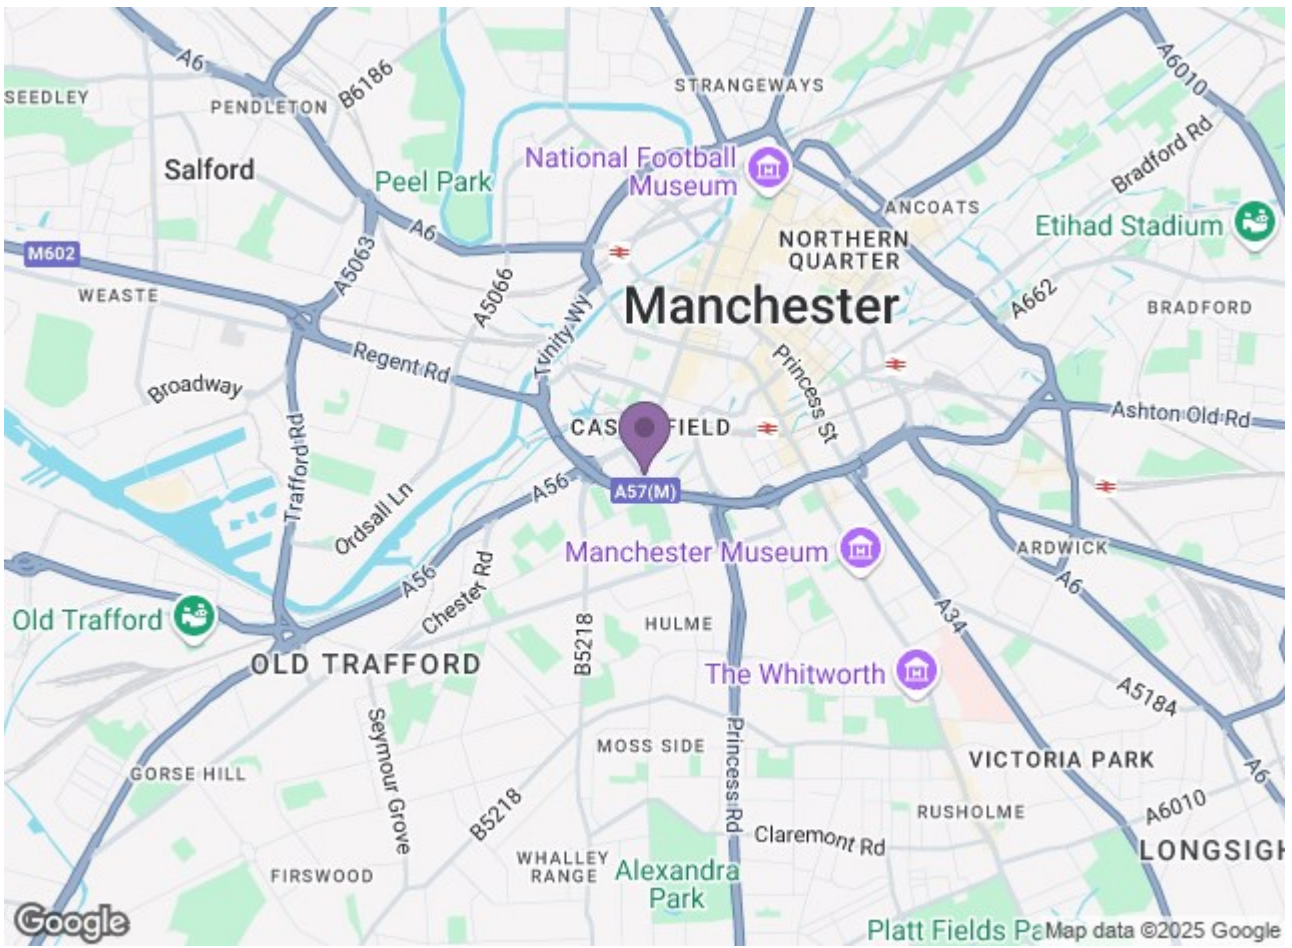 A6
B6186
STRANGEWAYS
A6010
SEEDLEY
PENDLETON
Bradford Rd
Salford
National Football
Museum
Peel Park
ANCOATS
A6
Etihad Stadium
NORTHERN
QUARTER
M602
A5063
A5066
WEASTE
A662
BRADFORD
Manchester
Trinity Wy
Regent Rd
Princess St
Broadway
Ashton Old Rd
CAS FIELD
Trafford Rd
A57(M)
A56
Ordsall Ln
Manchester Museum
ARDWICK
A56
Chester Rd
A6
Old Trafford
HULME
A34
B5218
OLD TRAFFORD
The Whitworth
A5184
Seymour Grove
Princess Rd
MOSS SIDE
VICTORIA PARK
GORSE HILL
A6
B5218
RUSHOLME
A6010
Claremont Rd
LONGSIGH
WHALLEY
RANGE
FIRSWOOD
Alexandra
Park
Google
Platt Fields Pa
Map data ©2025 Google